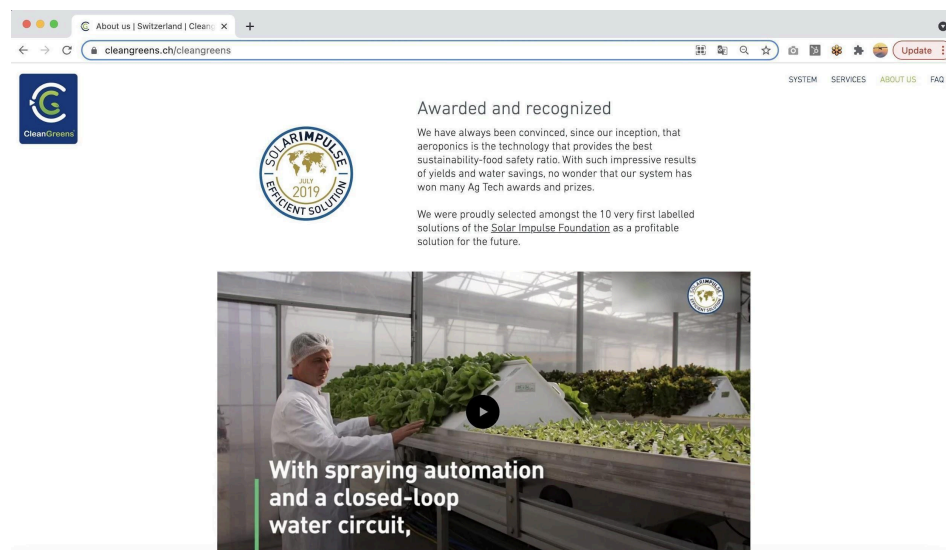 About us | Switzerland | Clean
cleangreens.ch/cleangreens
Update
SYSTEM SERVICES ABOUT US FAQ
CleanGreens
Awarded and recognized
We have always been convinced, since our inception, that
aeroponics is the technology that provides the best
sustainability-food safety ratio. With such impressive results
of yields and water savings, no wonder that our system has
won many Ag Tech awards and prizes.
We were proudly selected amongst the 10 very first labelled
solutions of the Solar Impulse Foundation as a profitable
solution for the future.
SOLARIMPULSE
JULY
2019
EFFICIENT SOLUTION
SOLARIMPULSE
EFFICIENT SOLUTION
With spraying automation
and a closed-loop
water circuit,